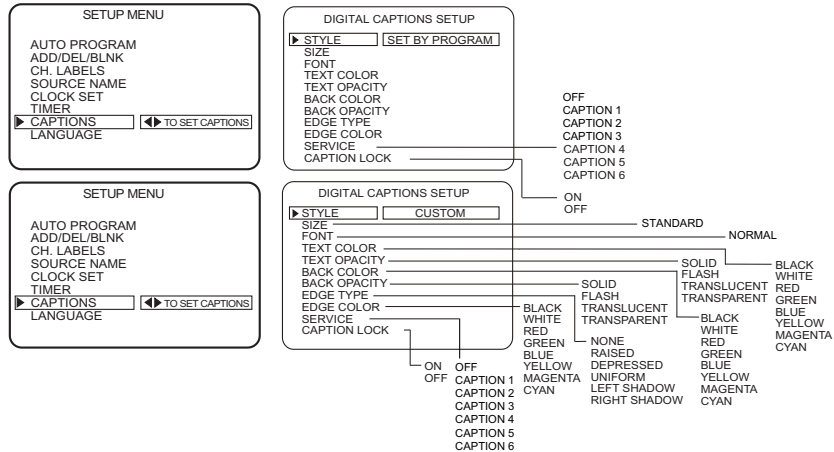 SETUP MENU
AUTO PROGRAM
ADD/DEL/BLNK
CH. LABELS
SOURCE NAME
CLOCK SET
TIMER
CAPTIONS TO SET CAPTIONS
LANGUAGE
DIGITAL CAPTIONS SETUP
STYLE SET BY PROGRAM
SIZE
FONT
TEXT COLOR
TEXT OPACITY
BACK COLOR
BACK OPACITY
EDGE TYPE
EDGE COLOR
SERVICE
CAPTION LOCK
OFF
CAPTION 1
CAPTION 2
CAPTION 3
CAPTION 4
CAPTION 5
CAPTION 6
ON
OFF
SETUP MENU
AUTO PROGRAM
ADD/DEL/BLNK
CH. LABELS
SOURCE NAME
CLOCK SET
TIMER
CAPTIONS TO SET CAPTIONS
LANGUAGE
DIGITAL CAPTIONS SETUP
STYLE CUSTOM
SIZE
FONT
TEXT COLOR
TEXT OPACITY
BACK COLOR
BACK OPACITY
EDGE TYPE
EDGE COLOR
SERVICE
CAPTION LOCK
STANDARD
NORMAL
BLACK
WHITE
RED
GREEN
BLUE
YELLOW
MAGENTA
CYAN
SOLID
FLASH
TRANSLUCENT
TRANSPARENT
BLACK
WHITE
RED
GREEN
BLUE
YELLOW
MAGENTA
CYAN
SOLID
FLASH
TRANSLUCENT
TRANSPARENT
NONE
RAISED
DEPRESSED
UNIFORM
LEFT SHADOW
RIGHT SHADOW
BLACK
WHITE
RED
GREEN
BLUE
YELLOW
MAGENTA
CYAN
OFF
CAPTION 1
CAPTION 2
CAPTION 3
CAPTION 4
CAPTION 5
CAPTION 6
ON
OFF